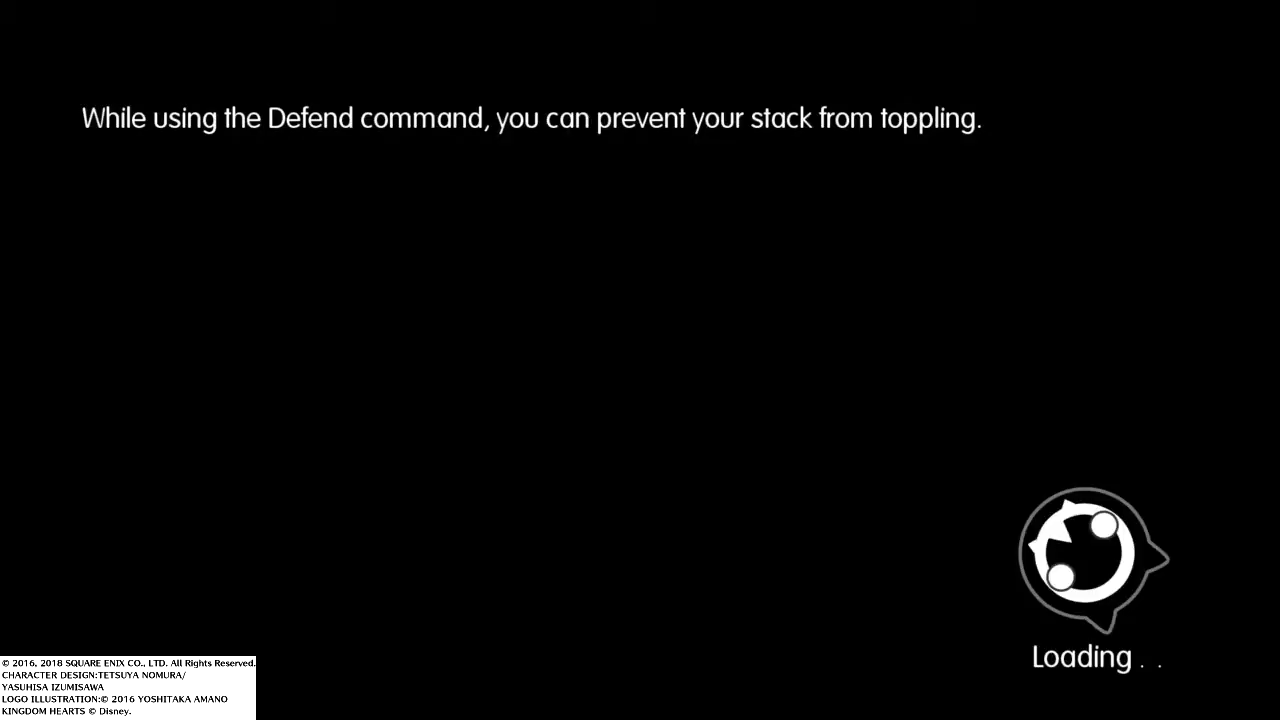 While using the Defend command, you can prevent your stack from toppling.
Loading . .
© 2016, 2018 SQUARE ENIX CO., LTD. All Rights Reserved.
CHARACTER DESIGN:TETSUYA NOMURA/
YASUHISA IZUMISAWA
LOGO ILLUSTRATION:© 2016 YOSHITAKA AMANO
KINGDOM HEARTS © Disney.